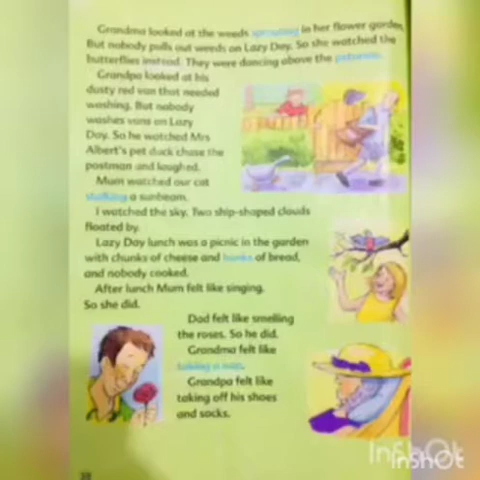 Grandma looked at the weeds sprouting in her flower garden.
But nobody pulls out weeds on Lazy Day. So she watched the
butterflies instead. They were dancing above the petunias.
Grandpa looked at his
dusty red van that needed
washing. But nobody
washes vans on Lazy
Day. So he watched Mrs
Albert's pet duck chase the
postman and laughed.
Mum watched our cat
stalking a sunbeam.
I watched the sky. Two ship-shaped clouds
floated by.
Lazy Day lunch was a picnic in the garden
with chunks of cheese and hunks of bread,
and nobody cooked.
After lunch Mum felt like singing.
So she did.
Dad felt like smelling
the roses. So he did.
Grandma felt like
taking a nap.
Grandpa felt like
taking off his shoes
and socks.
InShOt
InShOt